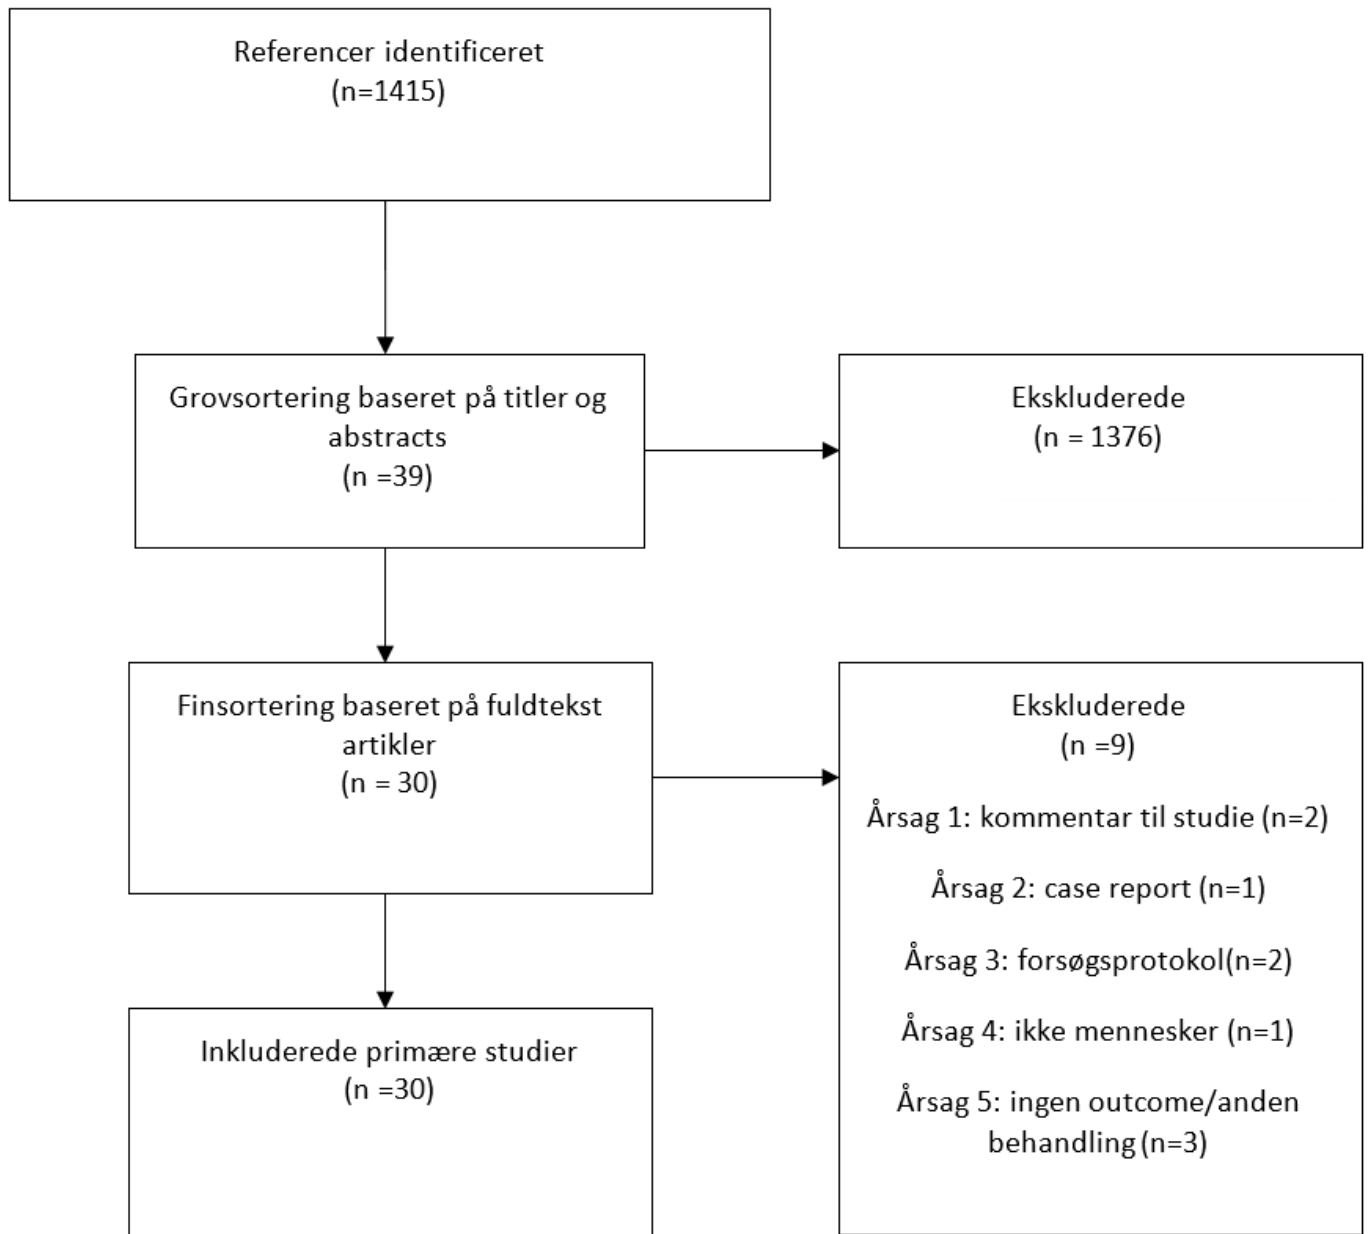 Referencer identificeret
(n=1415)
Grovsortering baseret på titler og
abstracts
(n =39)
Ekskluderede
(n = 1376)
Finsortering baseret på fuldtekst
artikler
(n = 30)
Ekskluderede
(n =9)
Årsag 1: kommentar til studie (n=2)
Årsag 2: case report (n=1)
Årsag 3: forsøgsprotokol(n=2)
Årsag 4: ikke mennesker (n=1)
Årsag 5: ingen outcome/anden
behandling (n=3)
Inkluderede primære studier
(n =30)